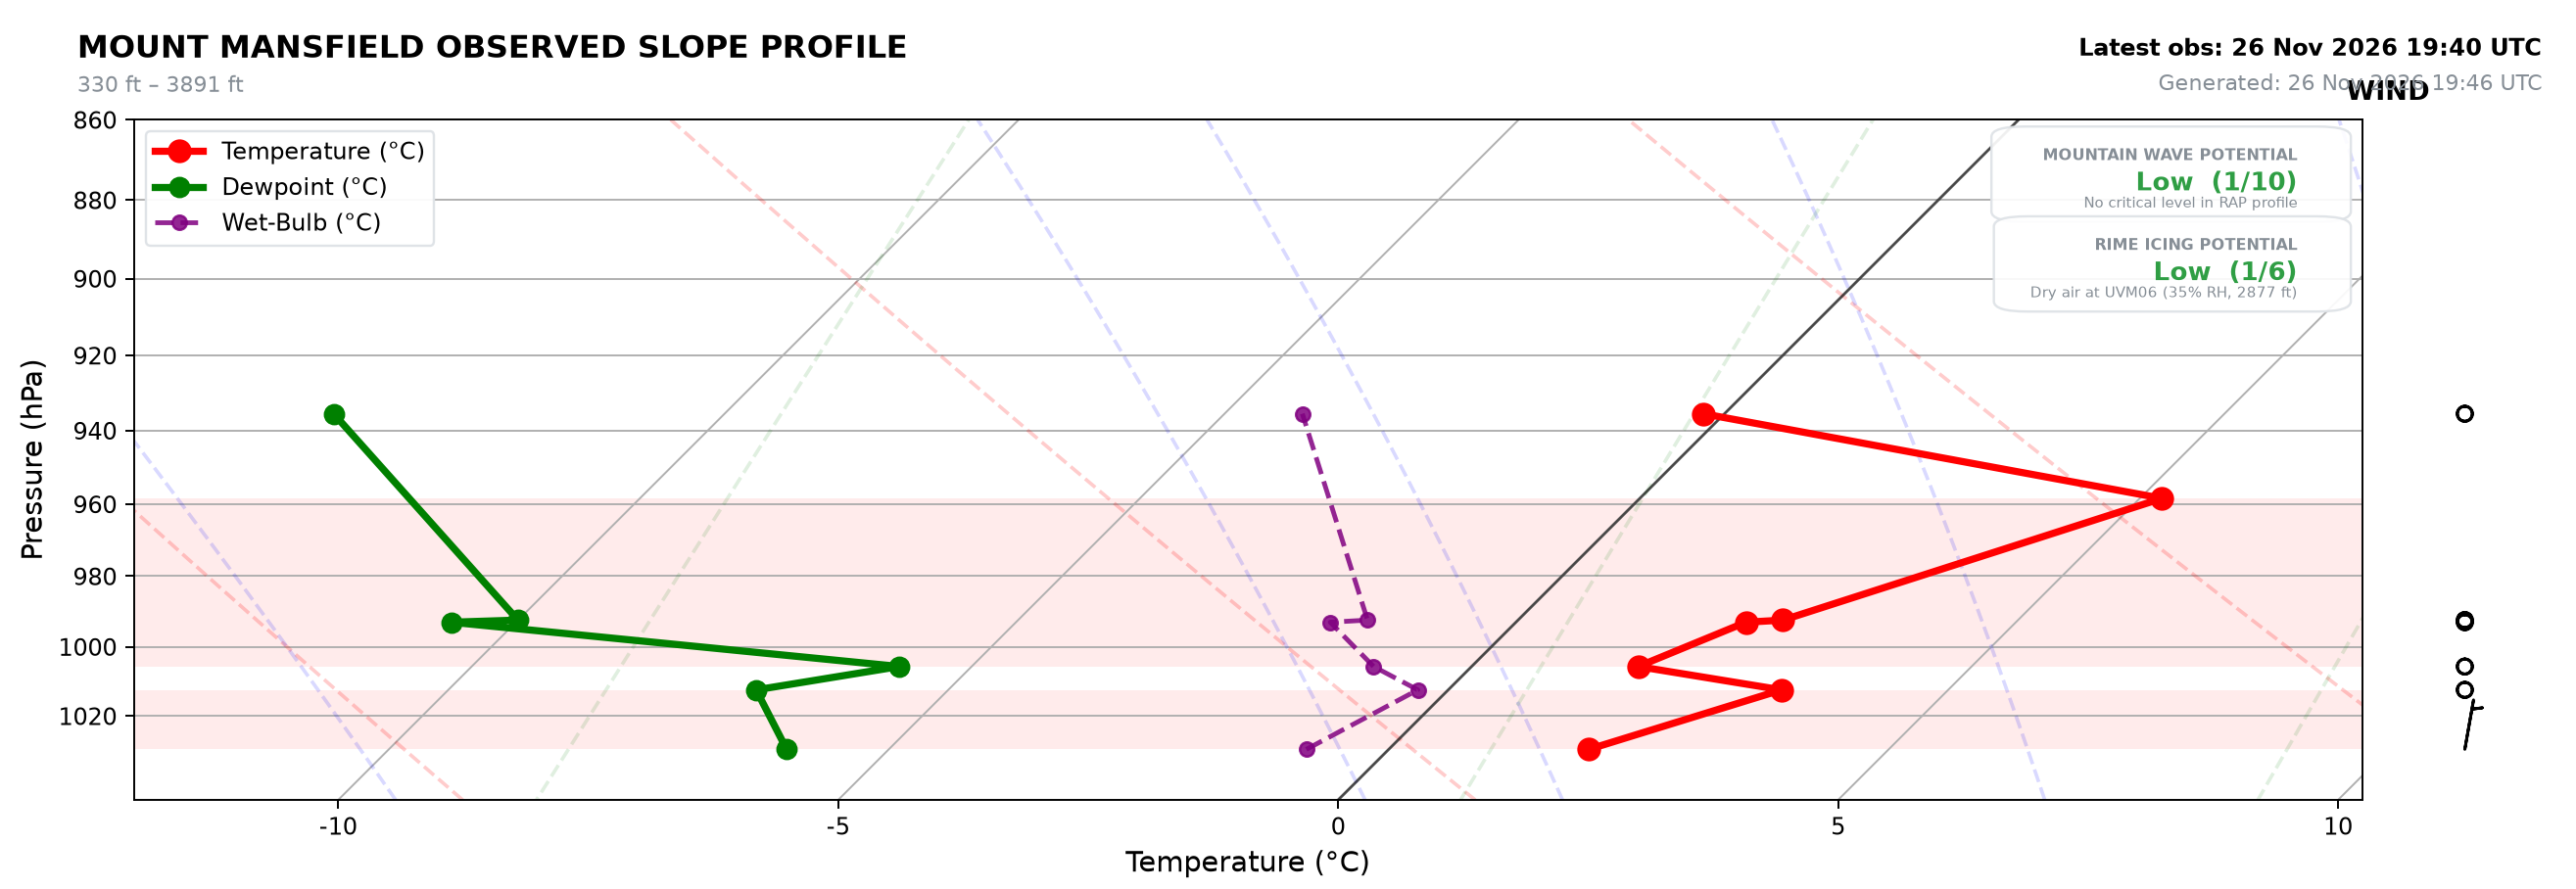 MOUNT MANSFIELD OBSERVED SLOPE PROFILE
330 ft – 3891 ft
Latest obs: 26 Nov 2026 19:40 UTC
Generated: 26 Nov 2026 19:46 UTC
WIND
Temperature (°C)
Dewpoint (°C)
Wet-Bulb (°C)
MOUNTAIN WAVE POTENTIAL
Low (1/10)
No critical level in RAP profile
RIME ICING POTENTIAL
Low (1/6)
Dry air at UVM06 (35% RH, 2877 ft)
Pressure (hPa)
860
880
900
920
940
960
980
1000
1020
-10 -5 0 5 10
Temperature (°C)